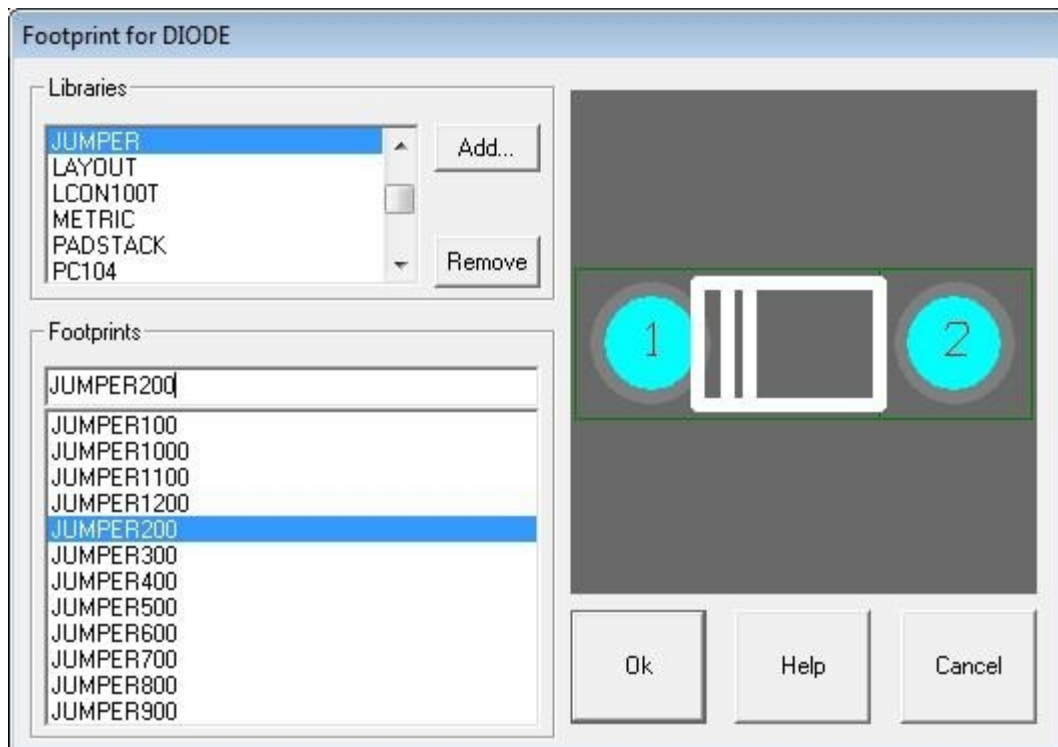 Footprint for DIODE
Libraries
JUMPER
LAYOUT
LCON100T
METRIC
PADSTACK
PC104
Add...
Remove
Footprints
JUMPER200
JUMPER100
JUMPER1000
JUMPER1100
JUMPER1200
JUMPER200
JUMPER300
JUMPER400
JUMPER500
JUMPER600
JUMPER700
JUMPER800
JUMPER900
1
2
Ok
Help
Cancel